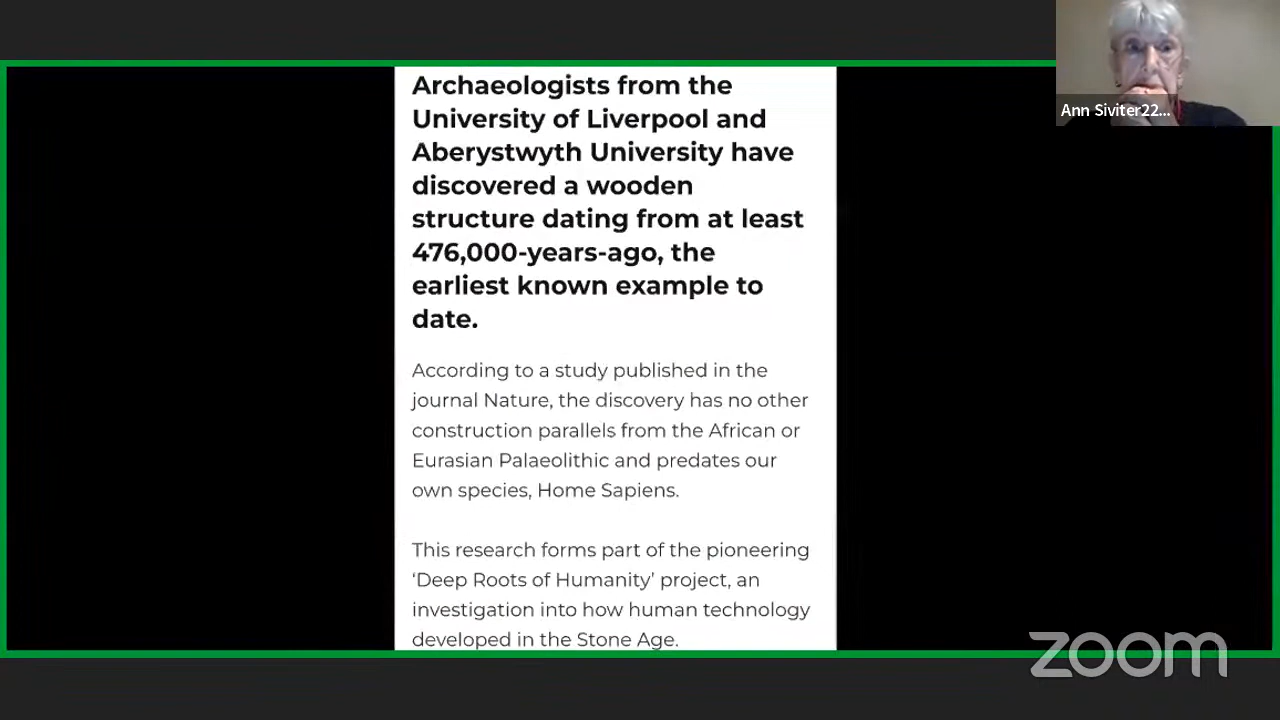 Archaeologists from the
University of Liverpool and
Aberystwyth University have
discovered a wooden
structure dating from at least
476,000-years-ago, the
earliest known example to
date.
According to a study published in the
journal Nature, the discovery has no other
construction parallels from the African or
Eurasian Palaeolithic and predates our
own species, Home Sapiens.
This research forms part of the pioneering
‘Deep Roots of Humanity’ project, an
investigation into how human technology
developed in the Stone Age.
Ann Siviter22...
zoom